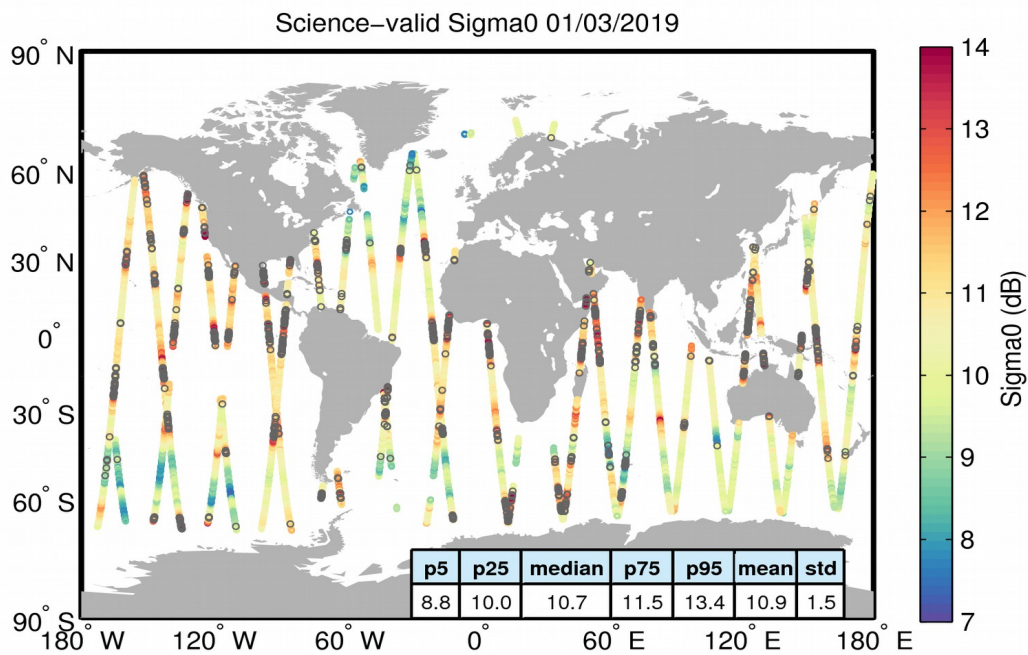 Science−valid Sigma0 01/03/2019
90° N
60° N
30° N
0°
30° S
60° S
90° S
180° W 120° W 60° W 0° 60° E 120° E 180° E
14
13
12
11
10
9
8
7
Sigma0 (dB)
p5 p25 median p75 p95 mean std
8.8 10.0 10.7 11.5 13.4 10.9 1.5